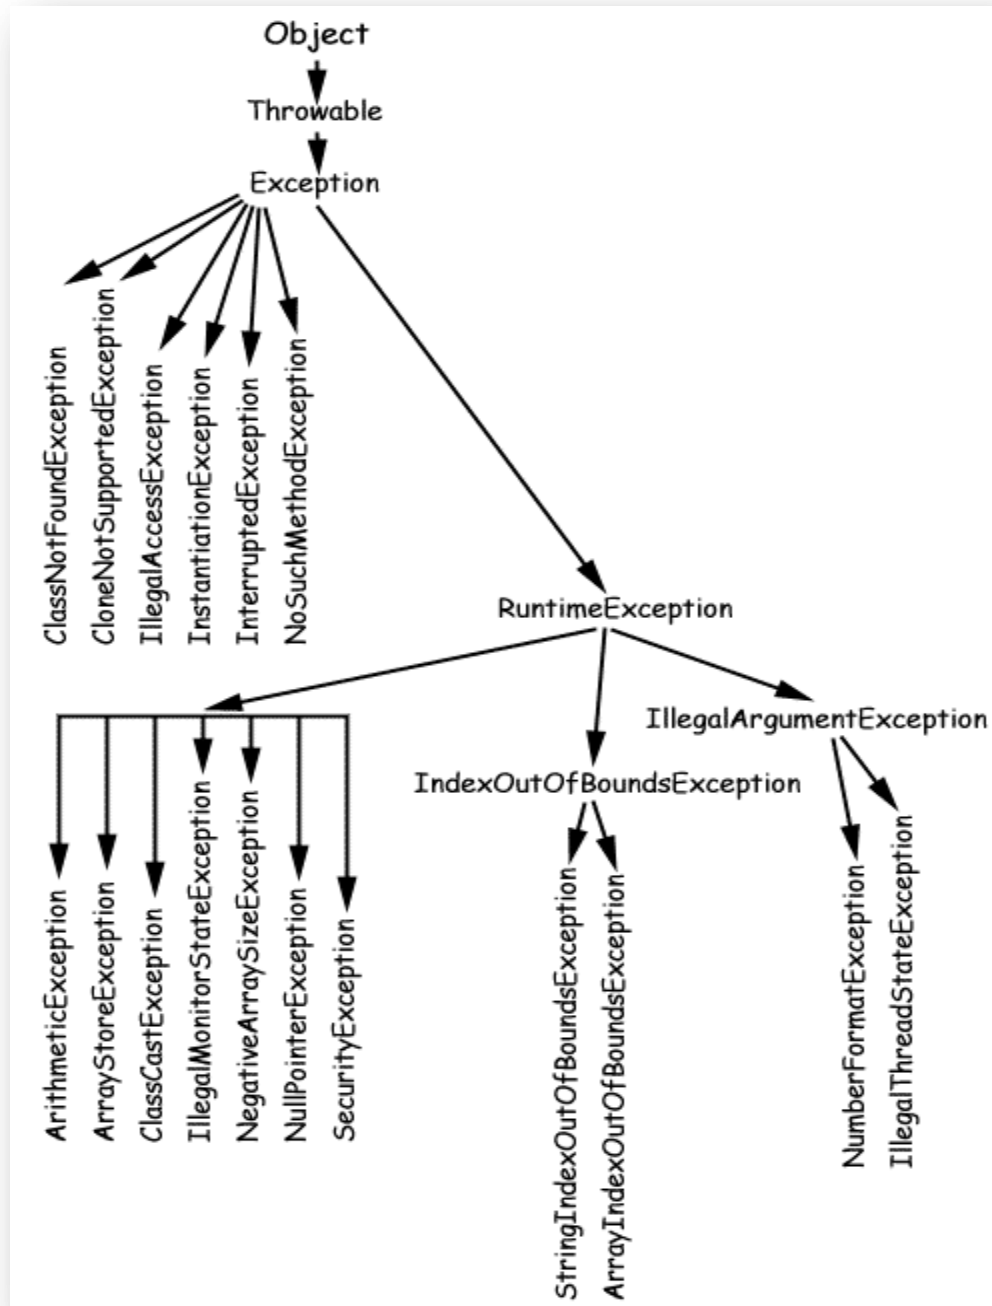 Object
Throwable
Exception
ClassNotFoundException
CloneNotSupportedException
IllegalAccessException
InstantiationException
InterruptedException
NoSuchMethodException
RuntimeException
IllegalArgumentException
IndexOutOfBoundsException
ArithmeticException
ArrayStoreException
ClassCastException
IllegalMonitorStateException
NegativeArraySizeException
NullPointerException
SecurityException
StringIndexOutOfBoundsException
ArrayIndexOutOfBoundsException
NumberFormatException
IllegalThreadStateException